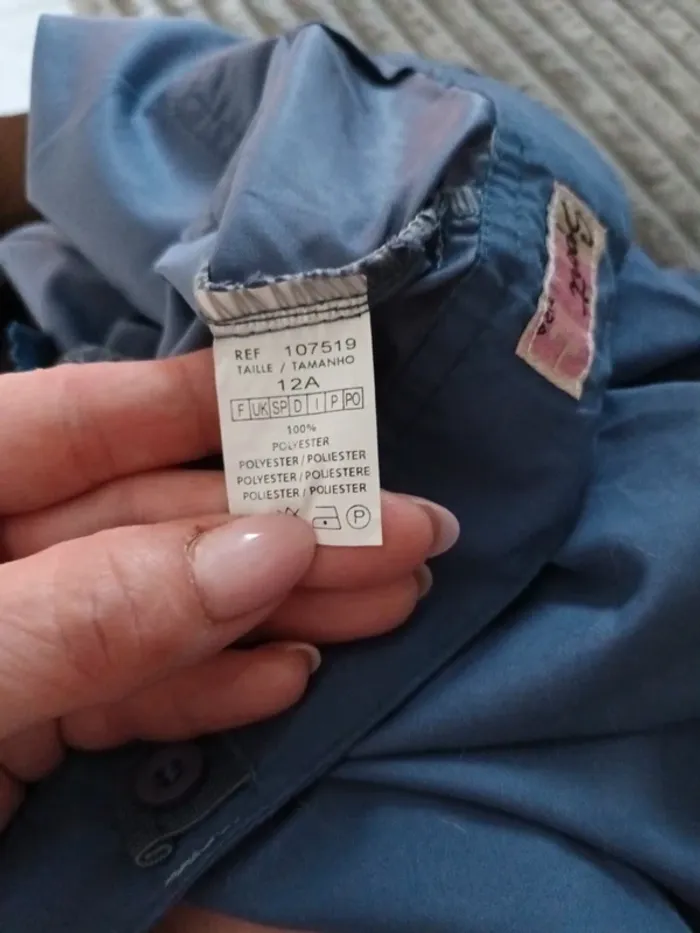 REF 107519
TAILLE / TAMANHO
12A
F UK SP D I P PO
100%
POLYESTER
POLYESTER / POLIESTER
POLYESTER / POLIESTERE
POLIESTER / POLIESTER
P